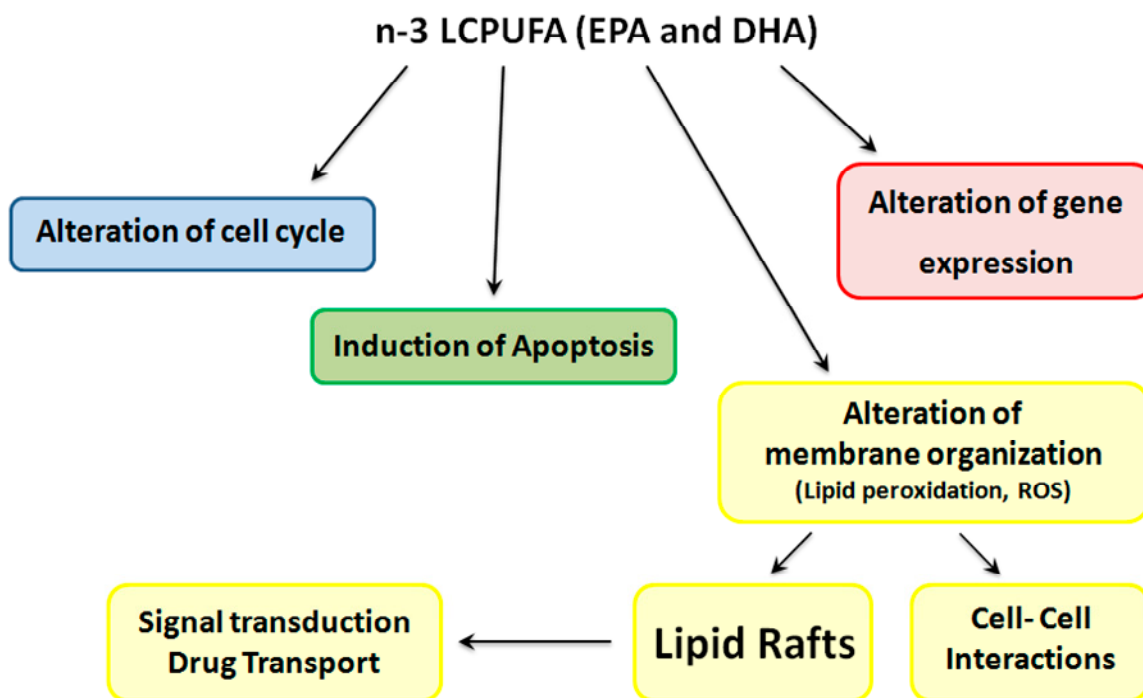 n-3 LCPUFA (EPA and DHA)
Alteration of cell cycle
Alteration of gene
expression
Induction of Apoptosis
Alteration of
membrane organization
(Lipid peroxidation, ROS)
Signal transduction
Drug Transport
Lipid Rafts
Cell- Cell
Interactions